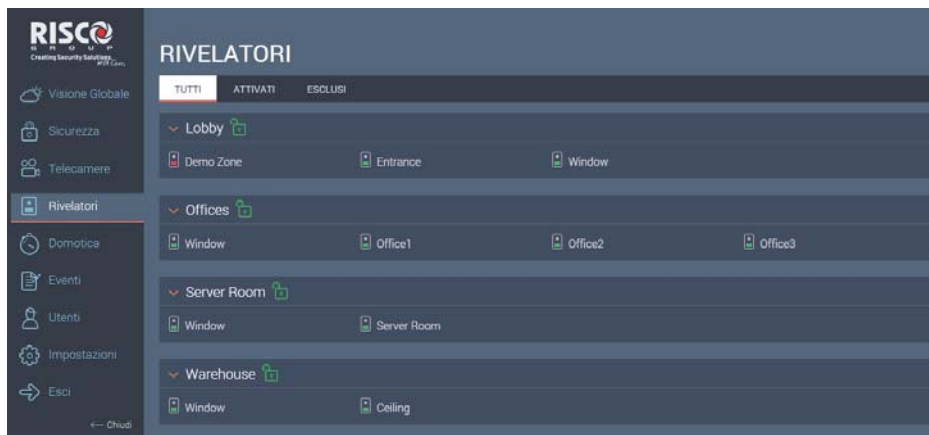 RISCO
GROUP
Creating Security Solutions.
With Care.
RIVELATORI
TUTTI ATTIVATI ESCLUSI
Visione Globale
Sicurezza
Telecamere
Rivelatori
Domotica
Eventi
Utenti
Impostazioni
Esci
← Chiudi
Lobby
Demo Zone Entrance Window
Offices
Window Office1 Office2 Office3
Server Room
Window Server Room
Warehouse
Window Ceiling